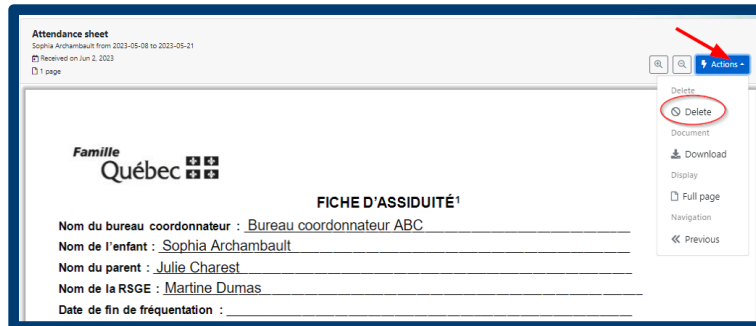 Attendance sheet
Sophia Archambault from 2023-05-08 to 2023-05-21
Received on Jun 2, 2023
1 page
Actions
Delete
Delete
Document
Download
Display
Full page
Navigation
Previous
Famille
Québec
FICHE D'ASSIDUITÉ¹
Nom du bureau coordonnateur : Bureau coordonnateur ABC
Nom de l'enfant : Sophia Archambault
Nom du parent : Julie Charest
Nom de la RSGE : Martine Dumas
Date de fin de fréquentation :